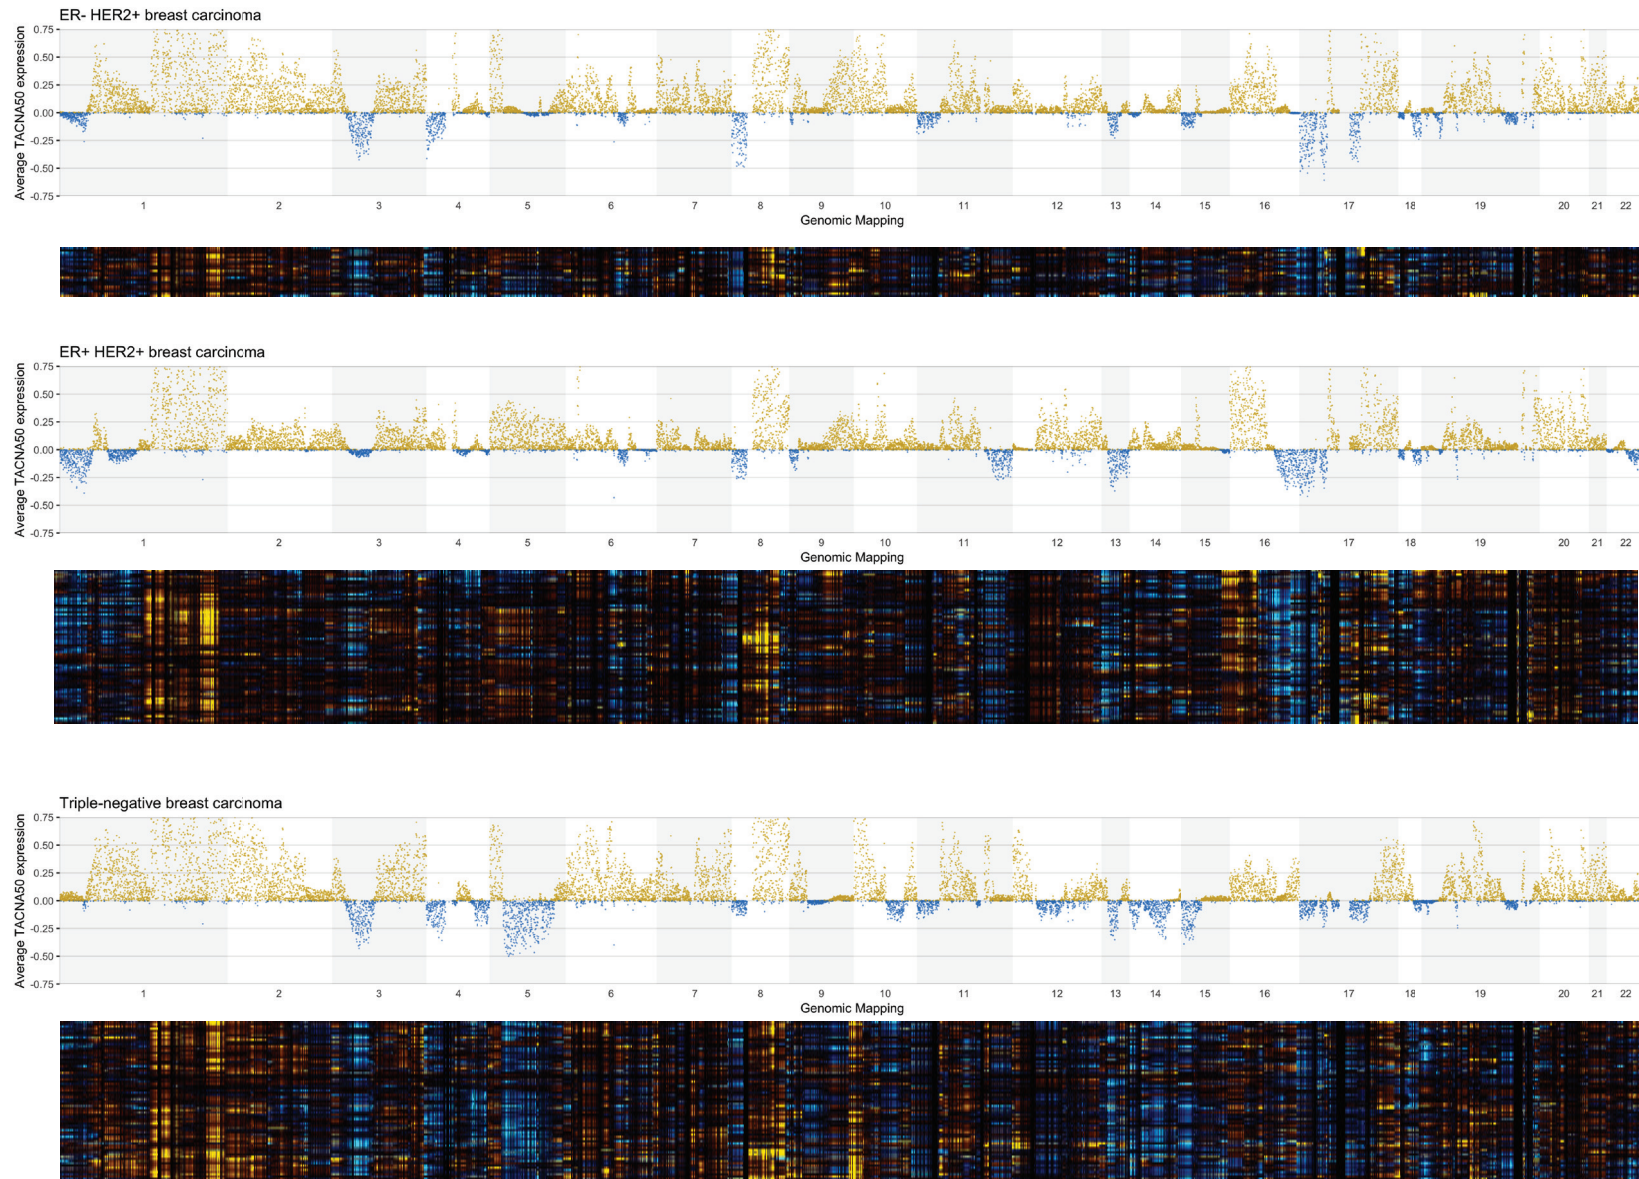 ER- HER2+ breast carcinoma
Average TACNA50 expression
0.75
0.50
0.25
0.00
-0.25
-0.50
-0.75
1 2 3 4 5 6 7 8 9 10 11 12 13 14 15 16 17 18 19 20 21 22
Genomic Mapping
ER+ HER2+ breast carcinoma
Average TACNA50 expression
0.75
0.50
0.25
0.00
-0.25
-0.50
-0.75
1 2 3 4 5 6 7 8 9 10 11 12 13 14 15 16 17 18 19 20 21 22
Genomic Mapping
Triple-negative breast carcinoma
Average TACNA50 expression
0.75
0.50
0.25
0.00
-0.25
-0.50
-0.75
1 2 3 4 5 6 7 8 9 10 11 12 13 14 15 16 17 18 19 20 21 22
Genomic Mapping